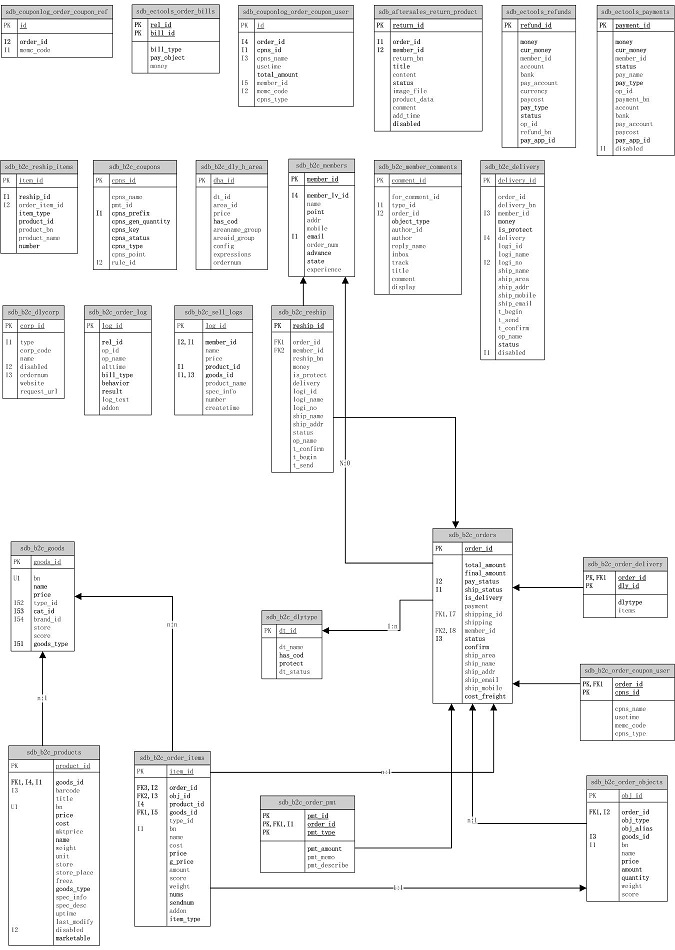 sdb_couponlog_order_coupon_ref
PK id
I2 order_id
I1 memc_code
sdb_ectools_order_bills
PK rel_id
PK bill_id
bill_type
pay_object
money
sdb_couponlog_order_coupon_user
PK id
I4 order_id
I1 cpns_id
I3 cpns_name
usetime
total_amount
I5 member_id
I2 memc_code
cpns_type
sdb_aftersales_return_product
PK return_id
I1 order_id
I2 member_id
return_bn
title
content
status
image_file
product_data
comment
add_time
disabled
sdb_ectools_refunds
PK refund_id
money
cur_money
member_id
account
bank
pay_account
currency
paycost
pay_type
status
op_id
refund_bn
pay_app_id
sdb_ectools_payments
PK payment_id
money
cur_money
member_id
status
pay_name
pay_type
op_id
payment_bn
account
bank
pay_account
paycost
pay_app_id
I1 disabled
sdb_b2c_reship_items
PK item_id
I1 reship_id
I2 order_item_id
item_type
product_id
product_bn
product_name
number
sdb_b2c_coupons
PK cpns_id
cpns_name
pmt_id
I1 cpns_prefix
cpns_gen_quantity
cpns_key
cpns_status
cpns_type
cpns_point
I2 rule_id
sdb_b2c_dly_h_area
PK dha_id
dt_id
area_id
price
has_cod
areaname_group
areaid_group
config
expressions
ordernum
sdb_b2c_members
PK member_id
I4 member_lv_id
name
point
addr
mobile
I1 email
order_num
advance
state
experience
sdb_b2c_member_comments
PK comment_id
for_comment_id
I1 type_id
I2 order_id
object_type
author_id
author
reply_name
inbox
track
title
comment
display
sdb_b2c_delivery
PK delivery_id
order_id
delivery_bn
I3 member_id
money
is_protect
I4 delivery
logi_id
logi_name
I2 logi_no
ship_name
ship_area
ship_addr
ship_mobile
ship_email
t_begin
t_send
t_confirm
op_name
status
I1 disabled
sdb_b2c_dlycorp
PK corp_id
I1 type
corp_code
name
I2 disabled
I3 ordernum
website
request_url
sdb_b2c_order_log
PK log_id
rel_id
op_id
op_name
alttime
bill_type
behavior
result
log_text
addon
sdb_b2c_sell_logs
PK log_id
I2,I1 member_id
name
price
I1 product_id
I1,I3 goods_id
product_name
spec_info
number
createtime
sdb_b2c_reship
PK reship_id
FK1 order_id
FK2 member_id
reship_bn
money
is_protect
delivery
logi_id
logi_name
logi_no
ship_name
ship_addr
status
op_name
t_confirm
t_begin
t_send
N:0
sdb_b2c_goods
PK goods_id
U1 bn
name
price
I52 type_id
I53 cat_id
I54 brand_id
store
score
I51 goods_type
n:n
sdb_b2c_dlytype
PK dt_id
dt_name
has_cod
protect
dt_status
1:n
sdb_b2c_orders
PK order_id
total_amount
final_amount
I2 pay_status
I1 ship_status
is_delivery
payment
FK1,I7 shipping_id
shipping
FK2,I8 member_id
I3 status
confirm
ship_area
ship_name
ship_addr
ship_email
ship_mobile
cost_freight
sdb_b2c_order_delivery
PK,FK1 order_id
PK dly_id
dlytype
items
sdb_b2c_order_coupon_user
PK,FK1 order_id
PK cpns_id
cpns_name
usetime
memc_code
cpns_type
n:1
sdb_b2c_products
PK product_id
FK1,I4,I1 goods_id
I3 barcode
title
U1 bn
price
cost
mktprice
name
weight
unit
store
store_place
freez
goods_type
spec_info
spec_desc
uptime
last_modify
I2 disabled
marketable
sdb_b2c_order_items
PK item_id
FK3,I2 order_id
FK2,I3 obj_id
I4 product_id
FK1,I5 goods_id
type_id
I1 bn
name
cost
price
g_price
amount
score
weight
nums
sendnum
addon
item_type
n:1
sdb_b2c_order_pmt
PK pmt_id
PK,FK1,I1 order_id
PK pmt_type
pmt_amount
pmt_memo
pmt_describe
n:1
sdb_b2c_order_objects
PK obj_id
FK1,I2 order_id
obj_type
obj_alias
I3 goods_id
I1 bn
name
price
amount
quantity
weight
score
1:1